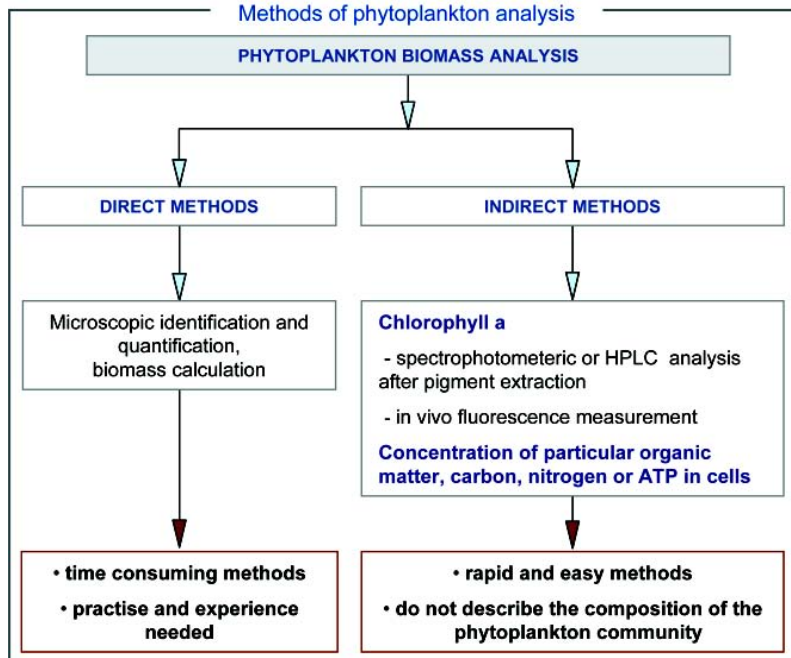 Methods of phytoplankton analysis
PHYTOPLANKTON BIOMASS ANALYSIS
DIRECT METHODS
INDIRECT METHODS
Microscopic identification and
quantification,
biomass calculation
Chlorophyll a
- spectrophotometeric or HPLC analysis
after pigment extraction
- in vivo fluorescence measurement
Concentration of particular organic
matter, carbon, nitrogen or ATP in cells
• time consuming methods
• practise and experience
needed
• rapid and easy methods
• do not describe the composition of the
phytoplankton community